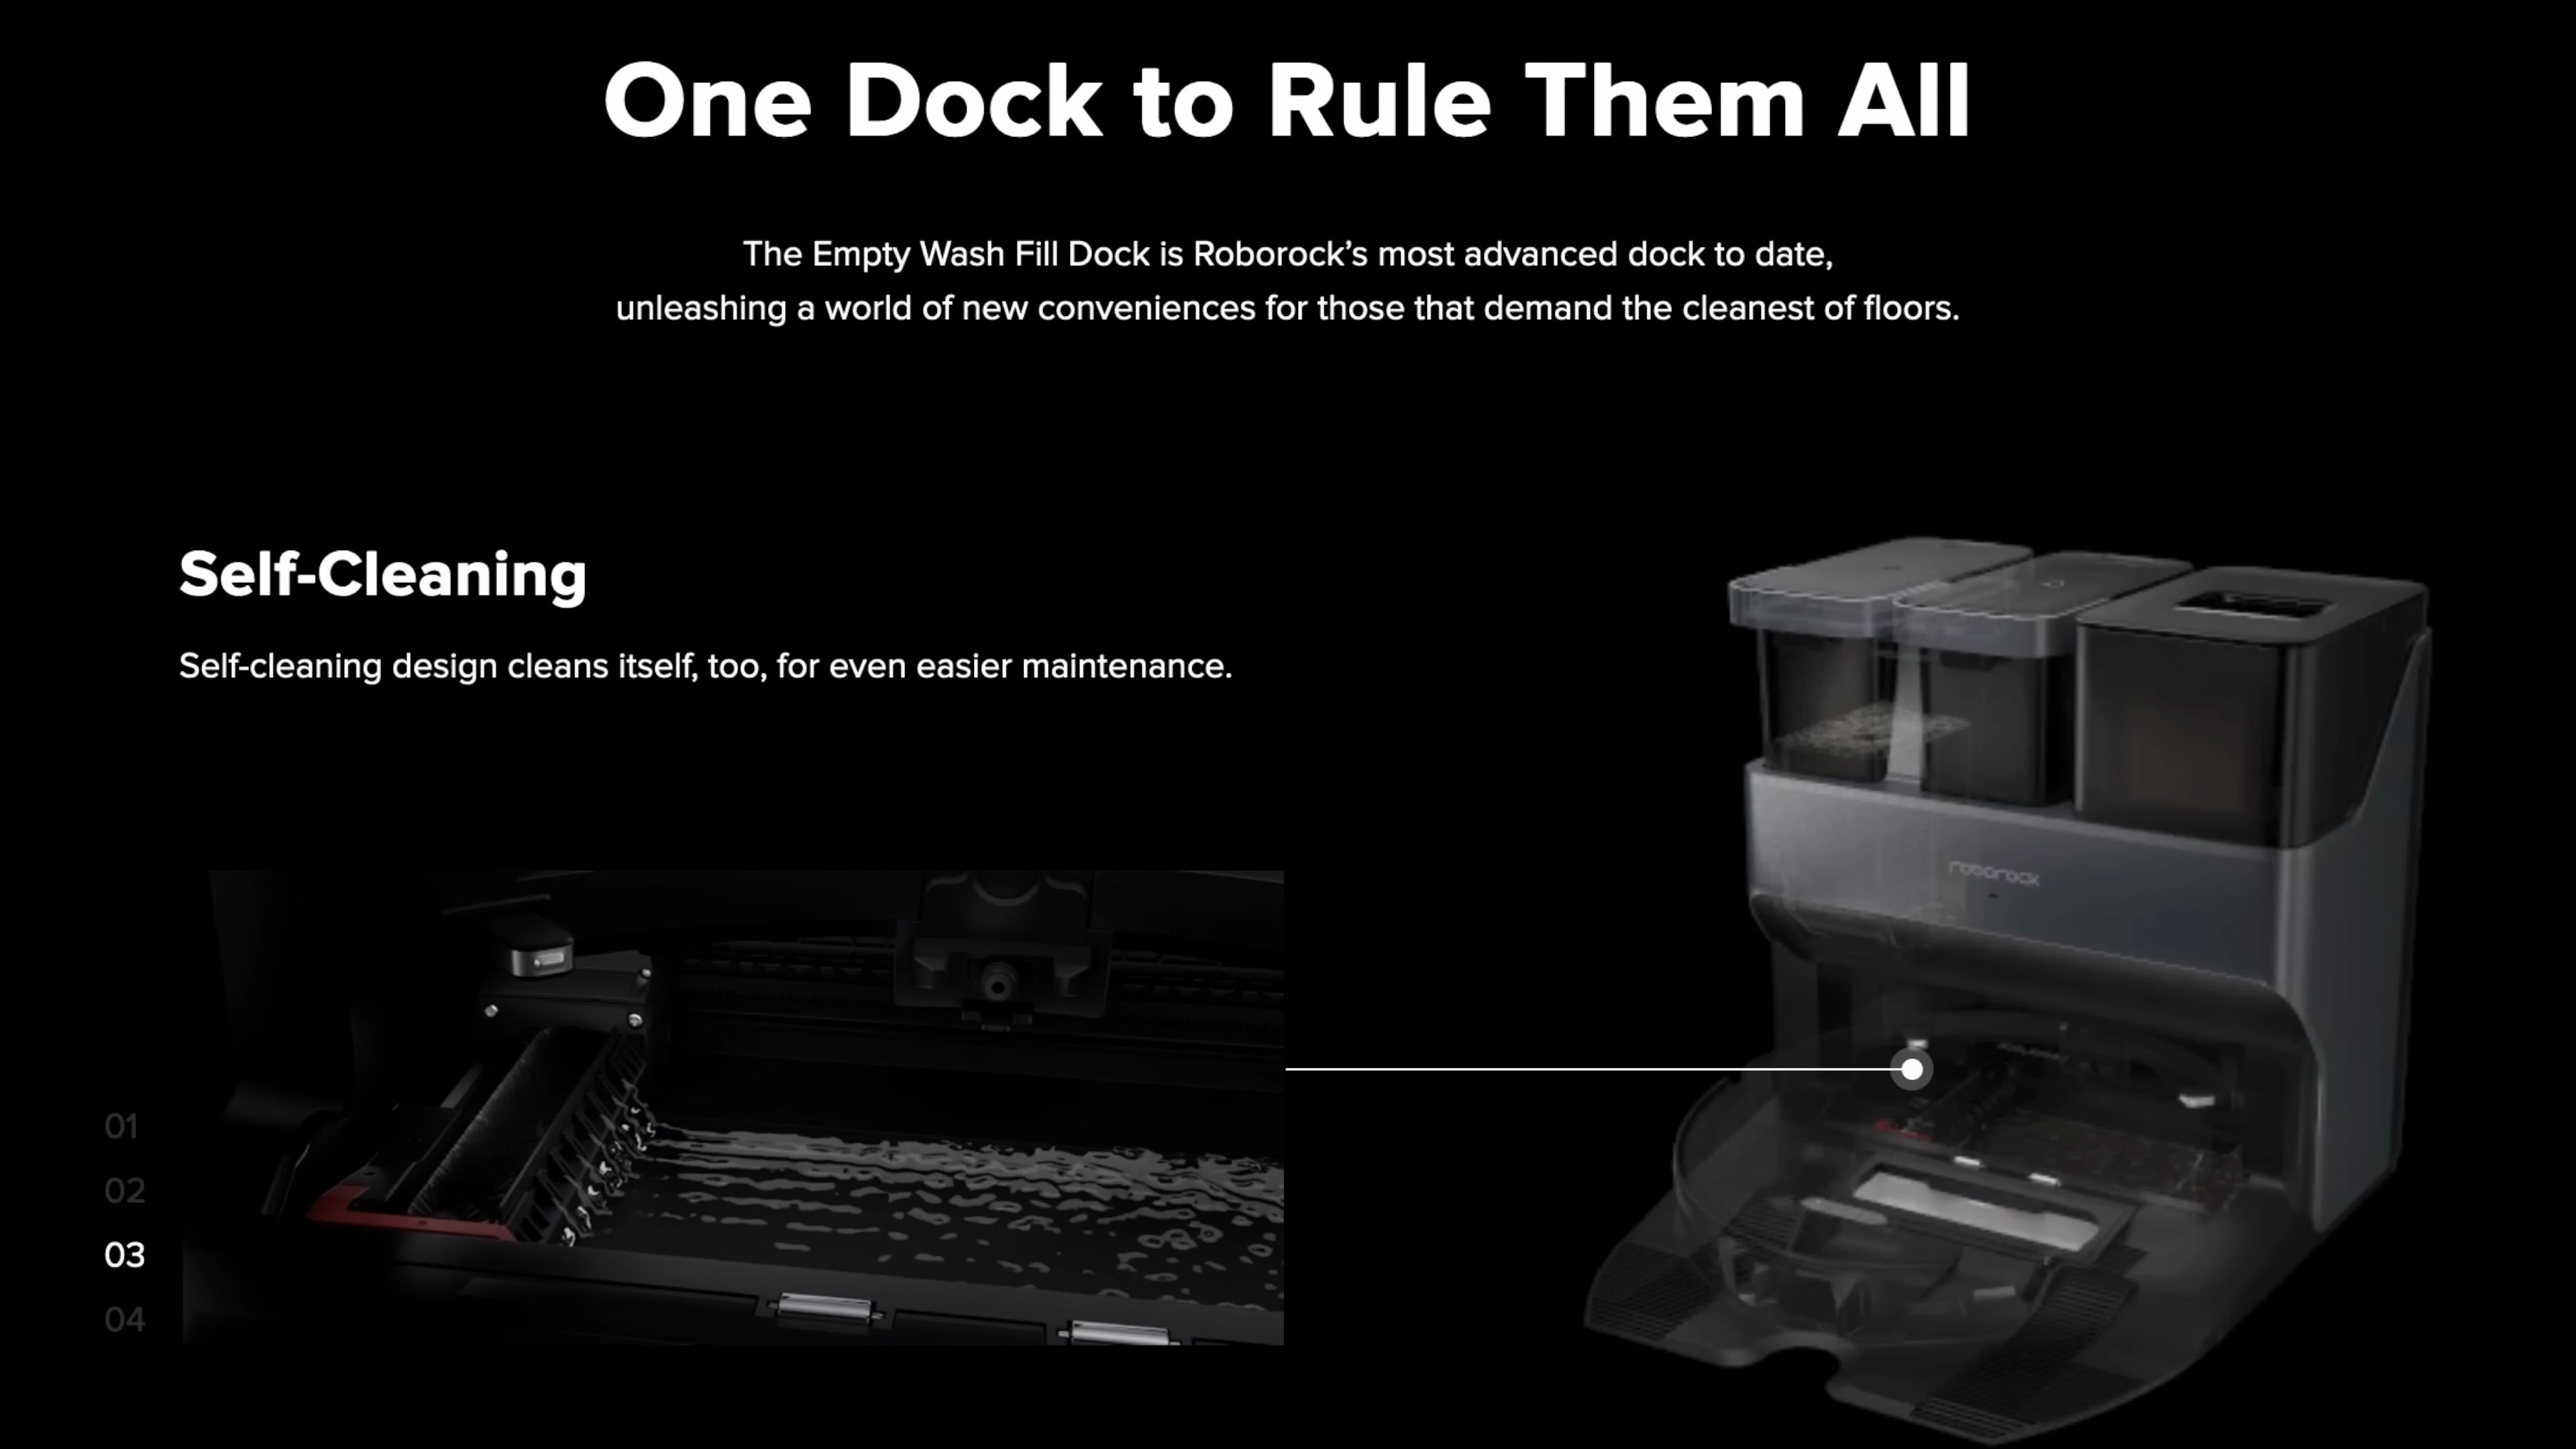 One Dock to Rule Them All
The Empty Wash Fill Dock is Roborock’s most advanced dock to date,
unleashing a world of new conveniences for those that demand the cleanest of floors.
Self-Cleaning
Self-cleaning design cleans itself, too, for even easier maintenance.
roborock
01
02
03
04